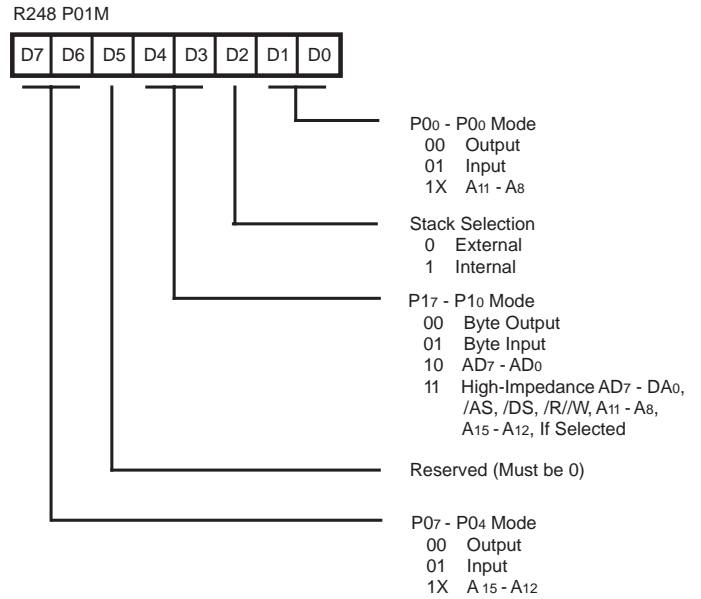 R248 P01M
D7 D6 D5 D4 D3 D2 D1 D0
P00 - P00 Mode
00 Output
01 Input
1X A11 - A8
Stack Selection
0 External
1 Internal
P17 - P10 Mode
00 Byte Output
01 Byte Input
10 AD7 - AD0
11 High-Impedance AD7 - DA0,
/AS, /DS, /R//W, A11 - A8,
A15 - A12, If Selected
Reserved (Must be 0)
P07 - P04 Mode
00 Output
01 Input
1X A 15 - A12